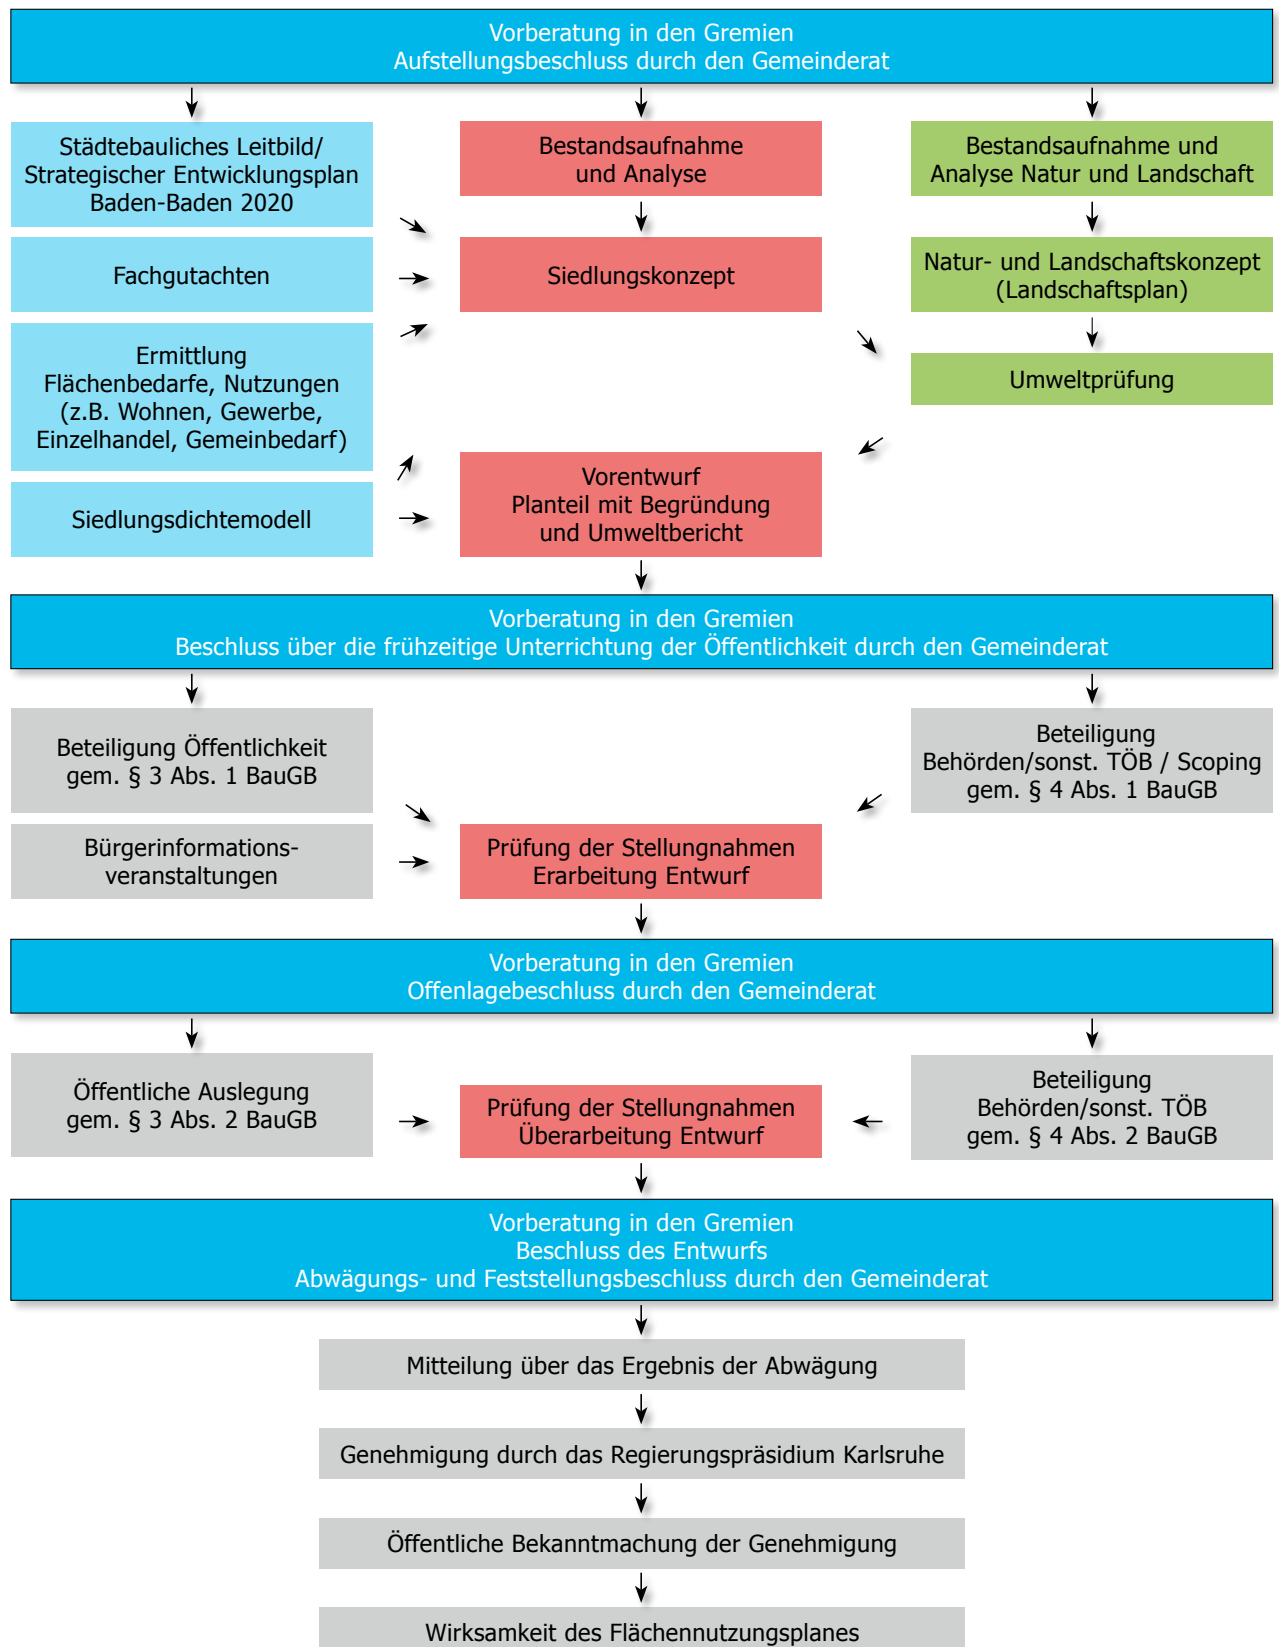 Vorberatung in den Gremien
Aufstellungsbeschluss durch den Gemeinderat
Städtebauliches Leitbild/
Strategischer Entwicklungsplan
Baden-Baden 2020
Bestandsaufnahme
und Analyse
Bestandsaufnahme und
Analyse Natur und Landschaft
Fachgutachten
Siedlungskonzept
Natur- und Landschaftskonzept
(Landschaftsplan)
Ermittlung
Flächenbedarfe, Nutzungen
(z.B. Wohnen, Gewerbe,
Einzelhandel, Gemeinbedarf)
Umweltprüfung
Siedlungsdichtemodell
Vorentwurf
Planteil mit Begründung
und Umweltbericht
Vorberatung in den Gremien
Beschluss über die frühzeitige Unterrichtung der Öffentlichkeit durch den Gemeinderat
Beteiligung Öffentlichkeit
gem. § 3 Abs. 1 BauGB
Beteiligung
Behörden/sonst. TÖB / Scoping
gem. § 4 Abs. 1 BauGB
Bürgerinformations-
veranstaltungen
Prüfung der Stellungnahmen
Erarbeitung Entwurf
Vorberatung in den Gremien
Offenlagebeschluss durch den Gemeinderat
Öffentliche Auslegung
gem. § 3 Abs. 2 BauGB
Prüfung der Stellungnahmen
Überarbeitung Entwurf
Beteiligung
Behörden/sonst. TÖB
gem. § 4 Abs. 2 BauGB
Vorberatung in den Gremien
Beschluss des Entwurfs
Abwägungs- und Feststellungsbeschluss durch den Gemeinderat
Mitteilung über das Ergebnis der Abwägung
Genehmigung durch das Regierungspräsidium Karlsruhe
Öffentliche Bekanntmachung der Genehmigung
Wirksamkeit des Flächennutzungsplanes